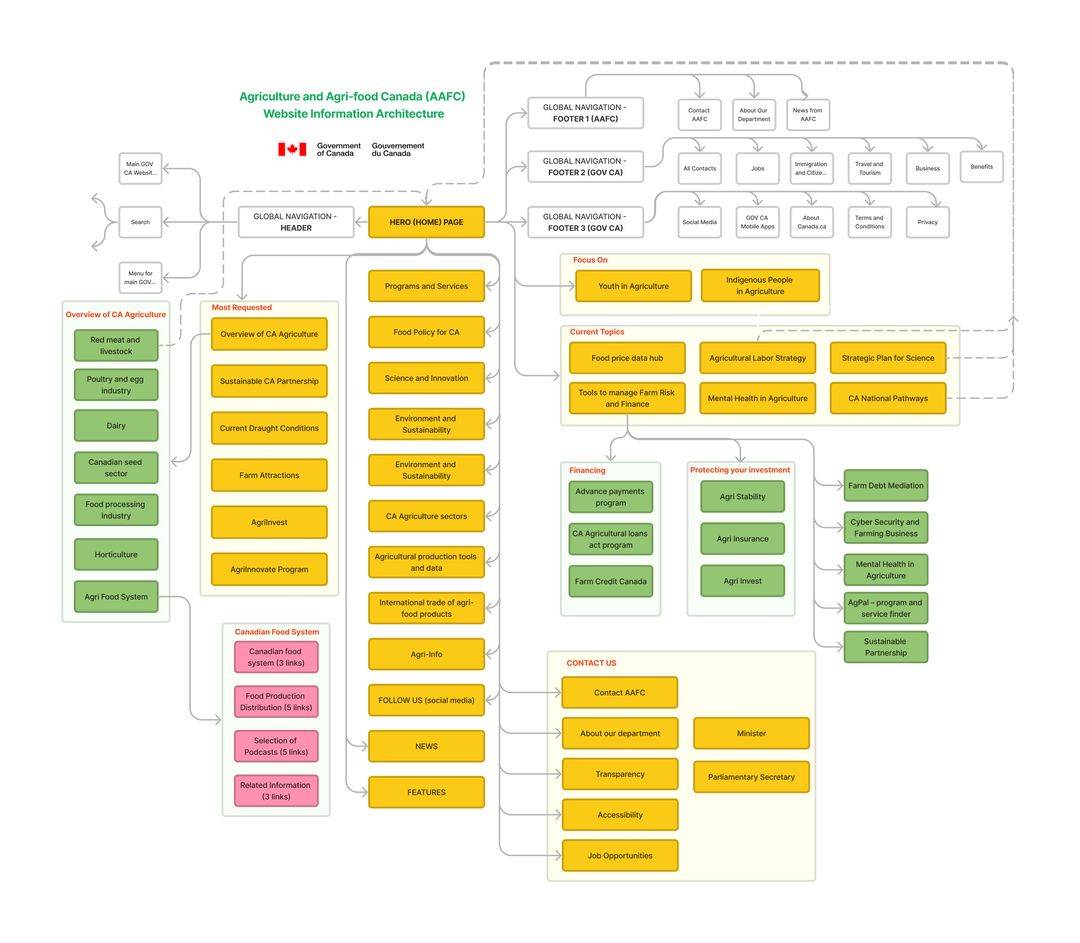 Agriculture and Agri-food Canada (AAFC)
Website Information Architecture
Government
of Canada
Gouvernement
du Canada
GLOBAL NAVIGATION -
FOOTER 1 (AAFC)
Contact
AAFC
About Our
Department
News from
AAFC
GLOBAL NAVIGATION -
FOOTER 2 (GOV CA)
All Contacts
Jobs
Immigration
and Citize...
Travel and
Tourism
Business
Benefits
GLOBAL NAVIGATION -
FOOTER 3 (GOV CA)
Social Media
GOV CA
Mobile Apps
About
Canada.ca
Terms and
Conditions
Privacy
Main GOV
CA Websit...
Search
Menu for
main GOV...
GLOBAL NAVIGATION -
HEADER
HERO (HOME) PAGE
Focus On
Youth in Agriculture
Indigenous People
in Agriculture
Current Topics
Food price data hub
Agricultural Labor Strategy
Strategic Plan for Science
Tools to manage Farm Risk
and Finance
Mental Health in Agriculture
CA National Pathways
Overview of CA Agriculture
Red meat and
livestock
Poultry and egg
industry
Dairy
Canadian seed
sector
Food processing
industry
Horticulture
Agri Food System
Most Requested
Overview of CA Agriculture
Sustainable CA Partnership
Current Draught Conditions
Farm Attractions
AgriInvest
AgriInnovate Program
Programs and Services
Food Policy for CA
Science and Innovation
Environment and
Sustainability
Environment and
Sustainability
CA Agriculture sectors
Agricultural production tools
and data
International trade of agri-
food products
Agri-Info
FOLLOW US (social media)
NEWS
FEATURES
Financing
Advance payments
program
CA Agricultural loans
act program
Farm Credit Canada
Protecting your investment
Agri Stability
Agri Insurance
Agri Invest
Farm Debt Mediation
Cyber Security and
Farming Business
Mental Health in
Agriculture
AgPal – program and
service finder
Sustainable
Partnership
Canadian Food System
Canadian food
system (3 links)
Food Production
Distribution (5 links)
Selection of
Podcasts (5 links)
Related Information
(3 links)
CONTACT US
Contact AAFC
About our department
Transparency
Accessibility
Job Opportunities
Minister
Parliamentary Secretary